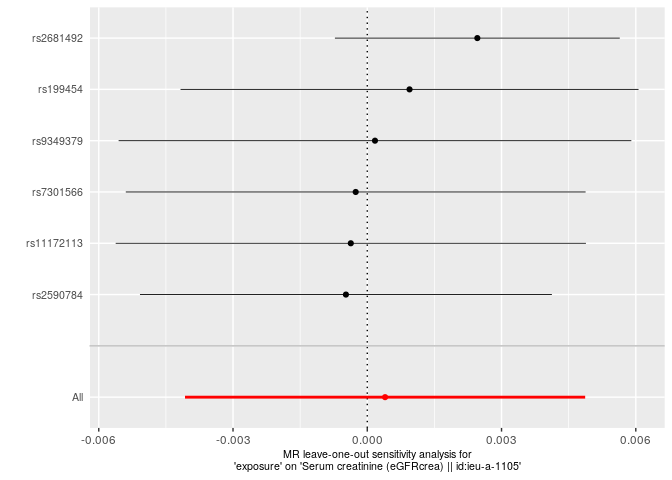 rs2681492
rs199454
rs9349379
rs7301566
rs11172113
rs2590784
All
-0.006 -0.003 0.000 0.003 0.006
MR leave-one-out sensitivity analysis for
'exposure' on 'Serum creatinine (eGFRcrea) || id:ieu-a-1105'